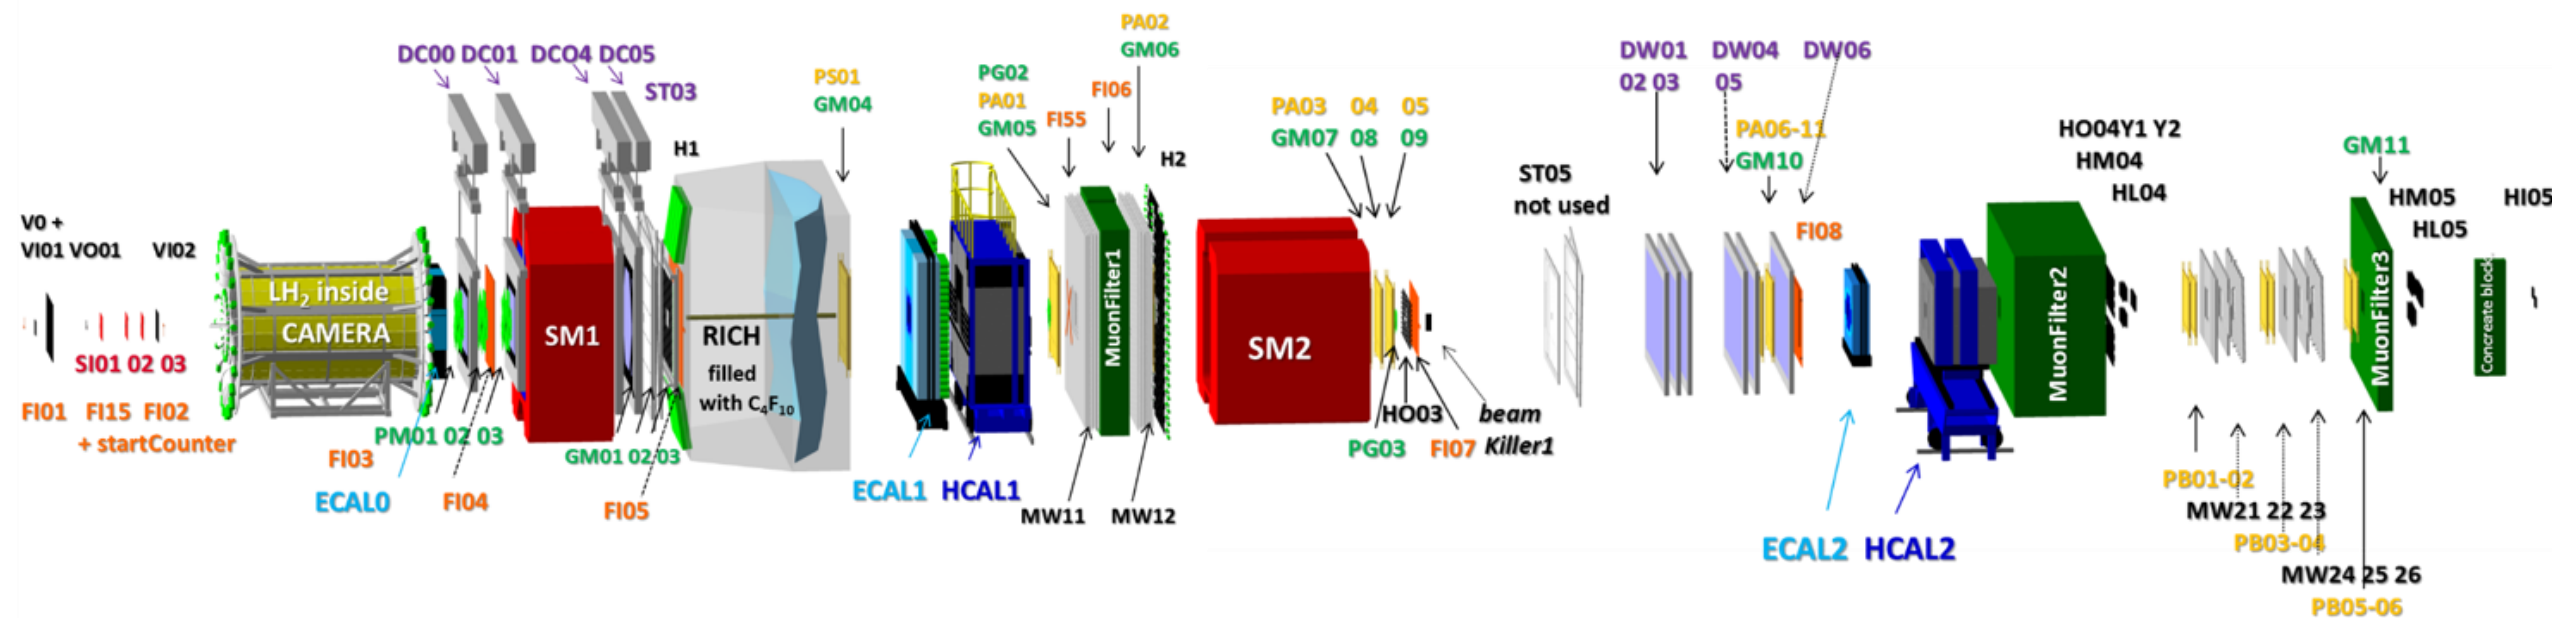 DC00 DC01 DCO4 DC05
ST03
H1
PS01
GM04
PG02
PA01
GM05
FI55
FI06
PA02
GM06
H2
PA03 04 05
GM07 08 09
ST05
not used
DW01
02 03
DW04
05
DW06
PA06-11
GM10
FI08
HO04Y1 Y2
HM04
HL04
GM11
HM05
HL05
HI05
V0 +
VI01 VO01 VI02
SI01 02 03
FI01 FI15 FI02
+ startCounter
LH2 inside
CAMERA
SM1
RICH
filled
with C4F10
MuonFilter1
SM2
MuonFilter2
MuonFilter3
Concreate block
PM01 02 03
FI03
ECAL0
FI04
GM01 02 03
FI05
ECAL1 HCAL1
MW11 MW12
HO03
PG03
FI07
beam
Killer1
ECAL2 HCAL2
PB01-02
MW21 22 23
PB03-04
MW24 25 26
PB05-06